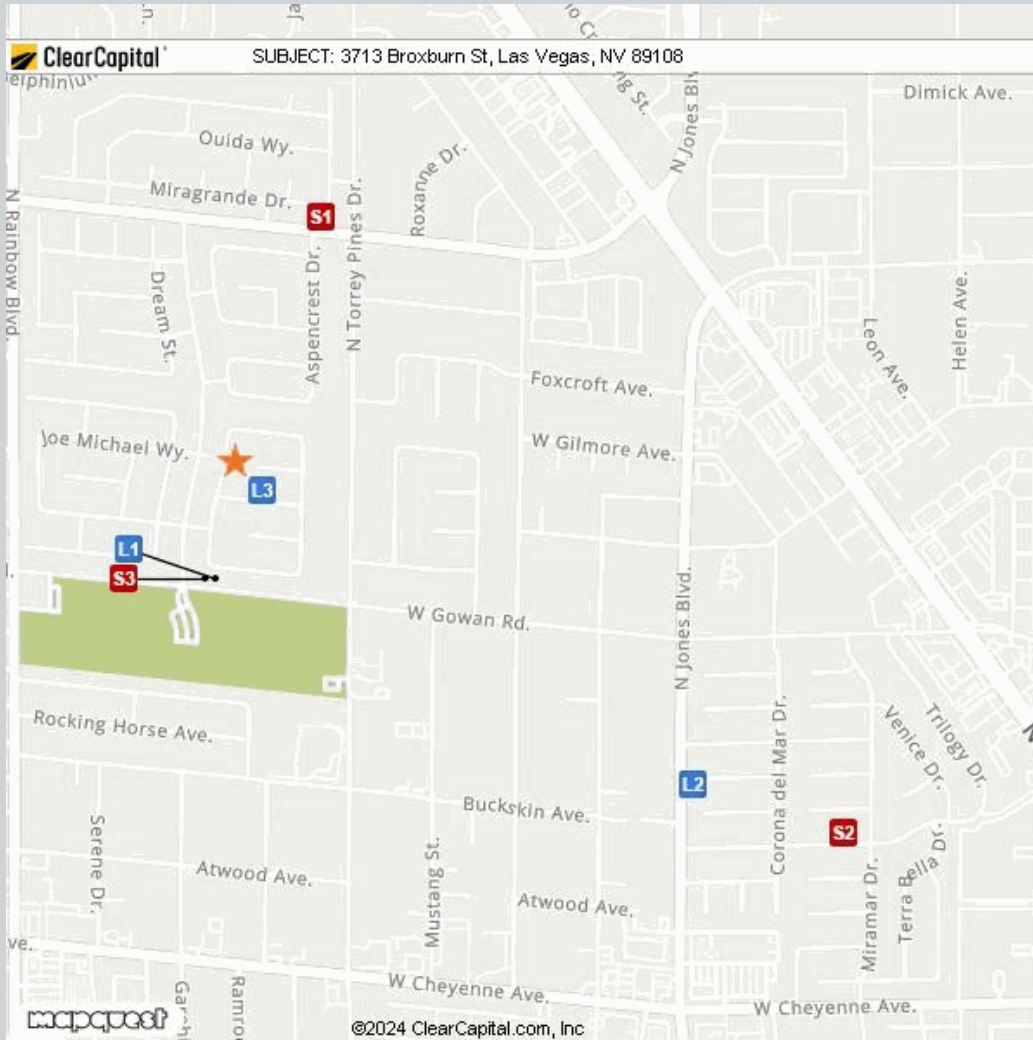 ClearCapital
SUBJECT: 3713 Broxburn St, Las Vegas, NV 89108
Dimick Ave.
Ouida Wy.
Miragrande Dr.
Roxanne Dr.
N Jones Blv
N Rainbow Blvd.
S1
N Torrey Pines Dr.
Aspencrest Dr.
Dream St.
Helen Ave.
Leon Ave.
Foxcroft Ave.
Joe Michael Wy.
W Gilmore Ave.
L3
L1
S3
W Gowan Rd.
N Jones Blvd.
Rocking Horse Ave.
Corona del Mar Dr.
Venice Dr.
Trilogy Dr.
L2
Buckskin Ave.
S2
Serene Dr.
Mustang St.
Atwood Ave.
Atwood Ave.
Miramar Dr.
Terra Bella Dr.
W Cheyenne Ave.
W Cheyenne Ave.
mapquest
©2024 ClearCapital.com, Inc